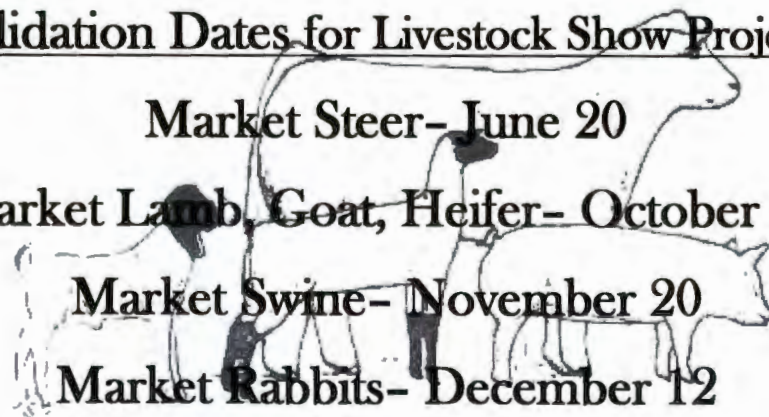 lidation Dates for Livestock Show Proj
Market Steer– June 20
arket Lamb, Goat, Heifer– October
Market Swine– November 20
Market Rabbits– December 12